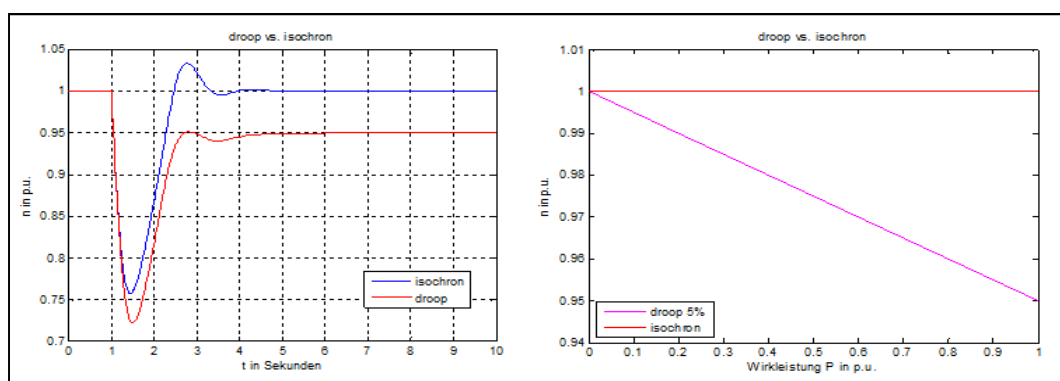 droop vs. isochron
1.05
1
0.95
0.9
0.85
0.8
0.75
0.7
n in p.u.
isochron
droop
0 1 2 3 4 5 6 7 8 9 10
t in Sekunden
droop vs. isochron
1.01
1
0.99
0.98
0.97
0.96
0.95
0.94
n in p.u.
droop 5%
isochron
0 0.1 0.2 0.3 0.4 0.5 0.6 0.7 0.8 0.9 1
Wirkleistung P in p.u.